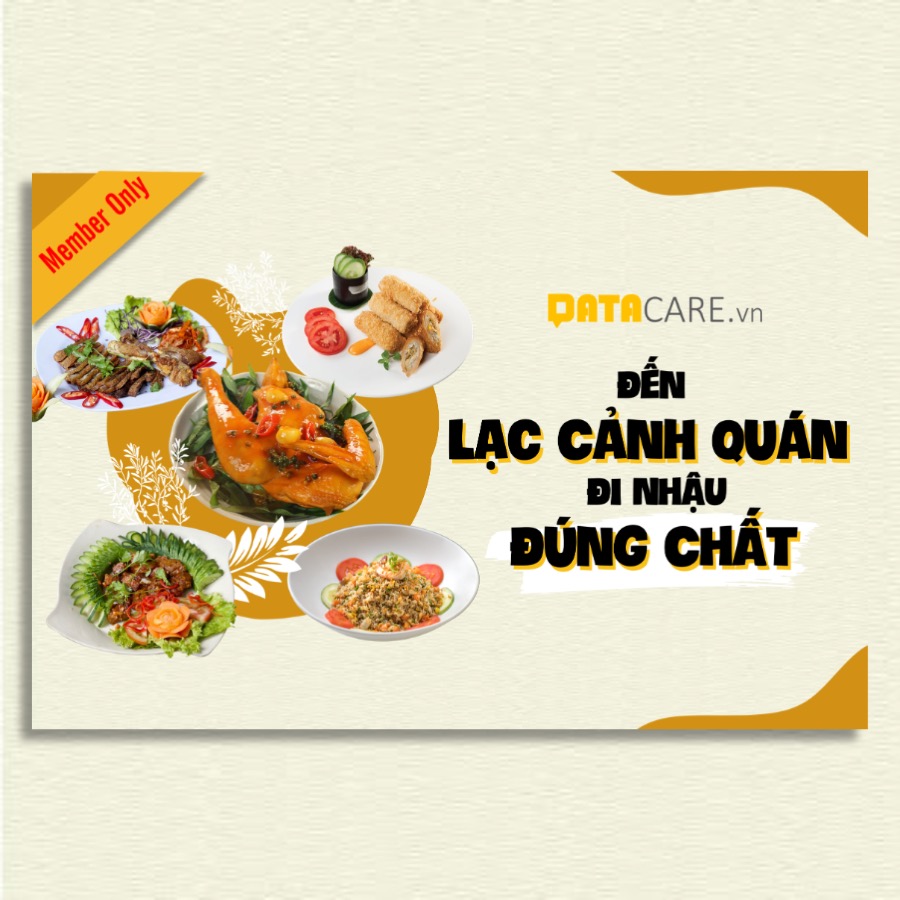 Member Only
DATACARE.vn
ĐẾN
LẠC CẢNH QUÁN
ĐI NHẬU
ĐÚNG CHẤT